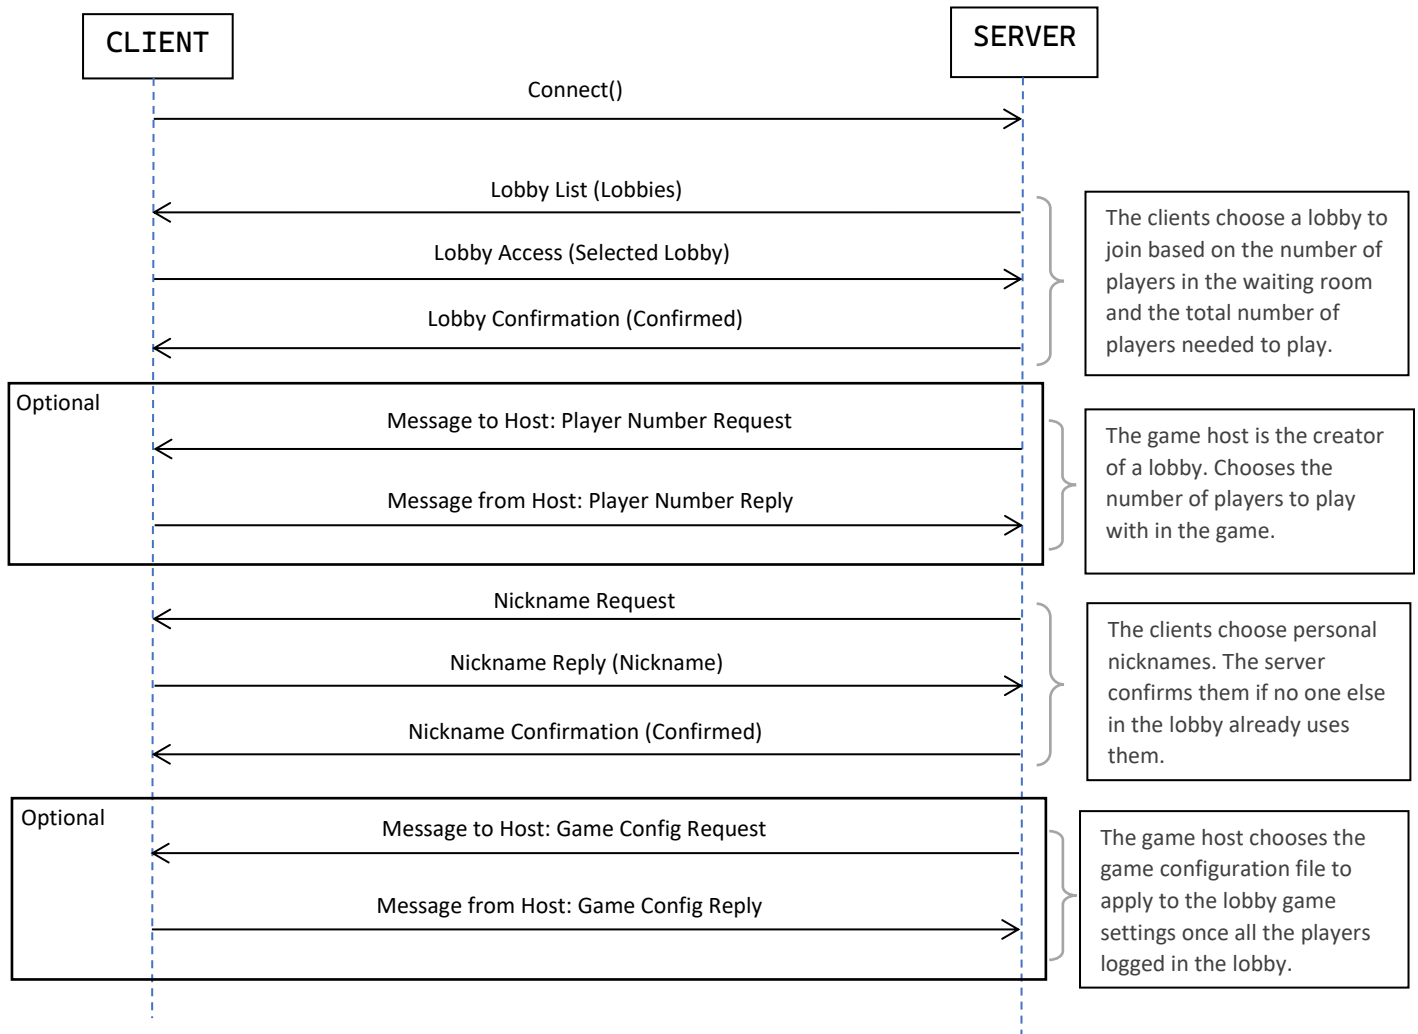 CLIENT
SERVER
Connect()
Lobby List (Lobbies)
Lobby Access (Selected Lobby)
Lobby Confirmation (Confirmed)
The clients choose a lobby to
join based on the number of
players in the waiting room
and the total number of
players needed to play.
Optional
Message to Host: Player Number Request
Message from Host: Player Number Reply
The game host is the creator
of a lobby. Chooses the
number of players to play
with in the game.
Nickname Request
Nickname Reply (Nickname)
Nickname Confirmation (Confirmed)
The clients choose personal
nicknames. The server
confirms them if no one else
in the lobby already uses
them.
Optional
Message to Host: Game Config Request
Message from Host: Game Config Reply
The game host chooses the
game configuration file to
apply to the lobby game
settings once all the players
logged in the lobby.